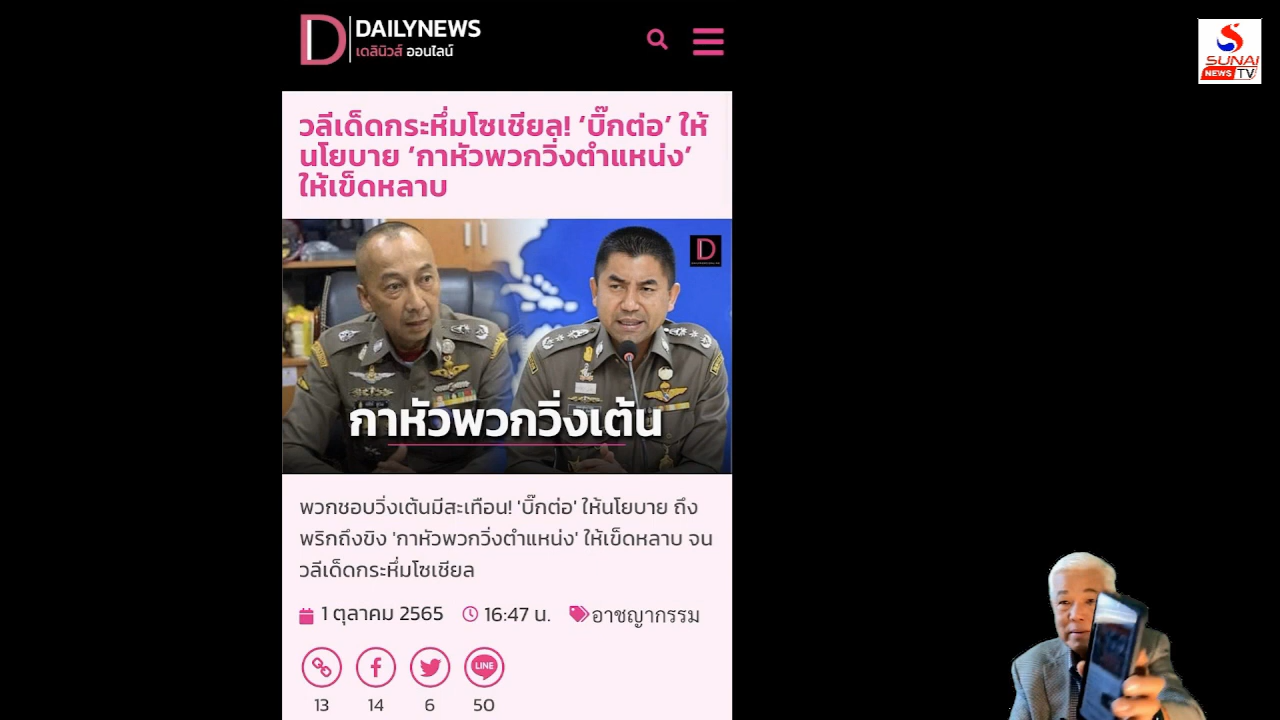 DAILYNEWS
เดลินิวส์ ออนไลน์
SUNAI
NEWS TV
วลีเด็ดกระหึ่มโซเชียล! ‘บิ๊กต่อ’ ให้
นโยบาย ‘กาหัวพวกวิ่งตำแหน่ง’
ให้เข็ดหลาบ
กาหัวพวกวิ่งเต้น
พวกชอบวิ่งเต้นมีสะเทือน! 'บิ๊กต่อ' ให้นโยบาย ถึง
พริกถึงขิง 'กาหัวพวกวิ่งตำแหน่ง' ให้เข็ดหลาบ จน
วลีเด็ดกระหึ่มโซเชียล
1 ตุลาคม 2565 16:47 น. อาชญากรรม
LINE
13 14 6 50